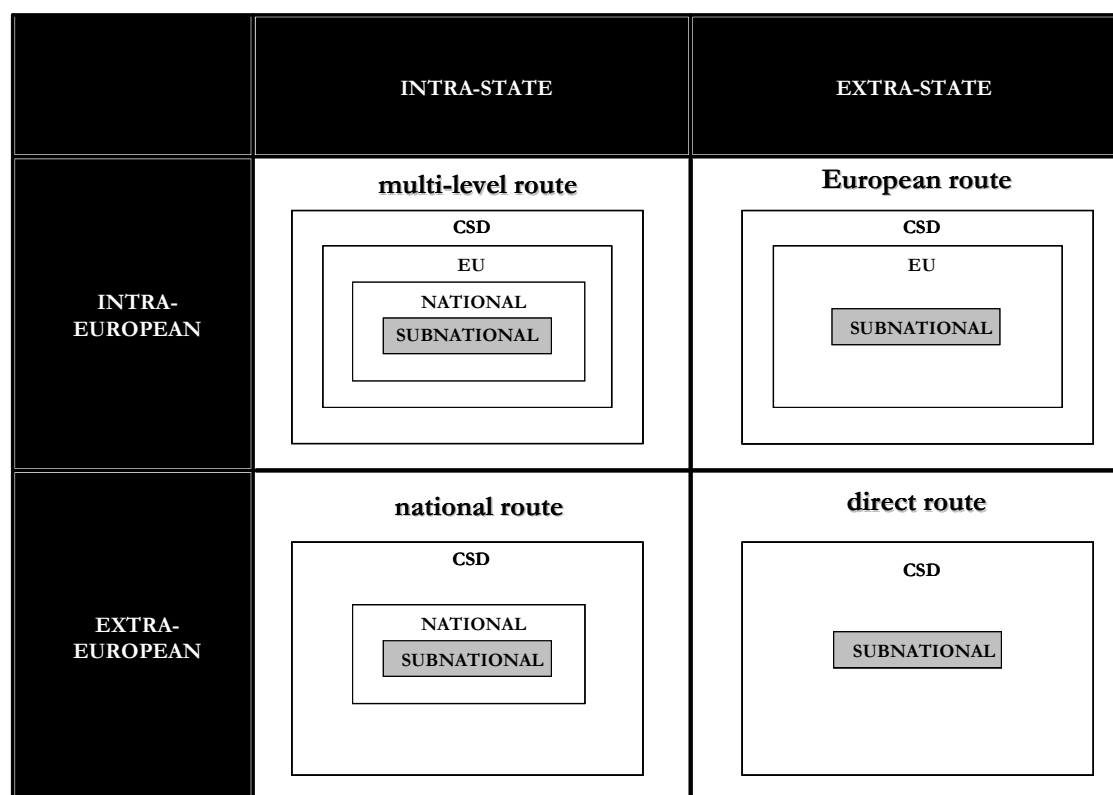 INTRA-STATE
EXTRA-STATE
INTRA-
EUROPEAN
multi-level route
CSD
EU
NATIONAL
SUBNATIONAL
European route
CSD
EU
SUBNATIONAL
EXTRA-
EUROPEAN
national route
CSD
NATIONAL
SUBNATIONAL
direct route
CSD
SUBNATIONAL